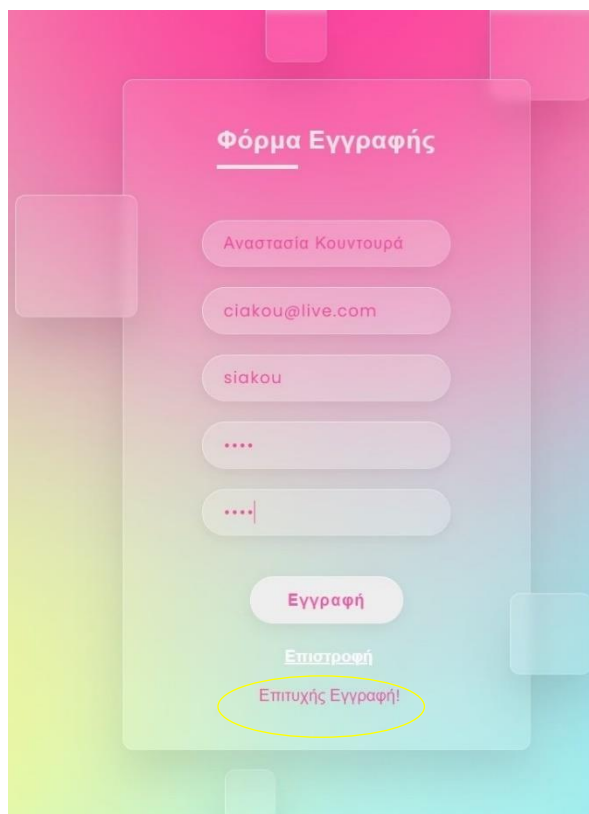 Φόρμα Εγγραφής
Αναστασία Κουντουρά
ciakou@live.com
siakou
••••
••••
Εγγραφή
Επιστροφή
Επιτυχής Εγγραφή!